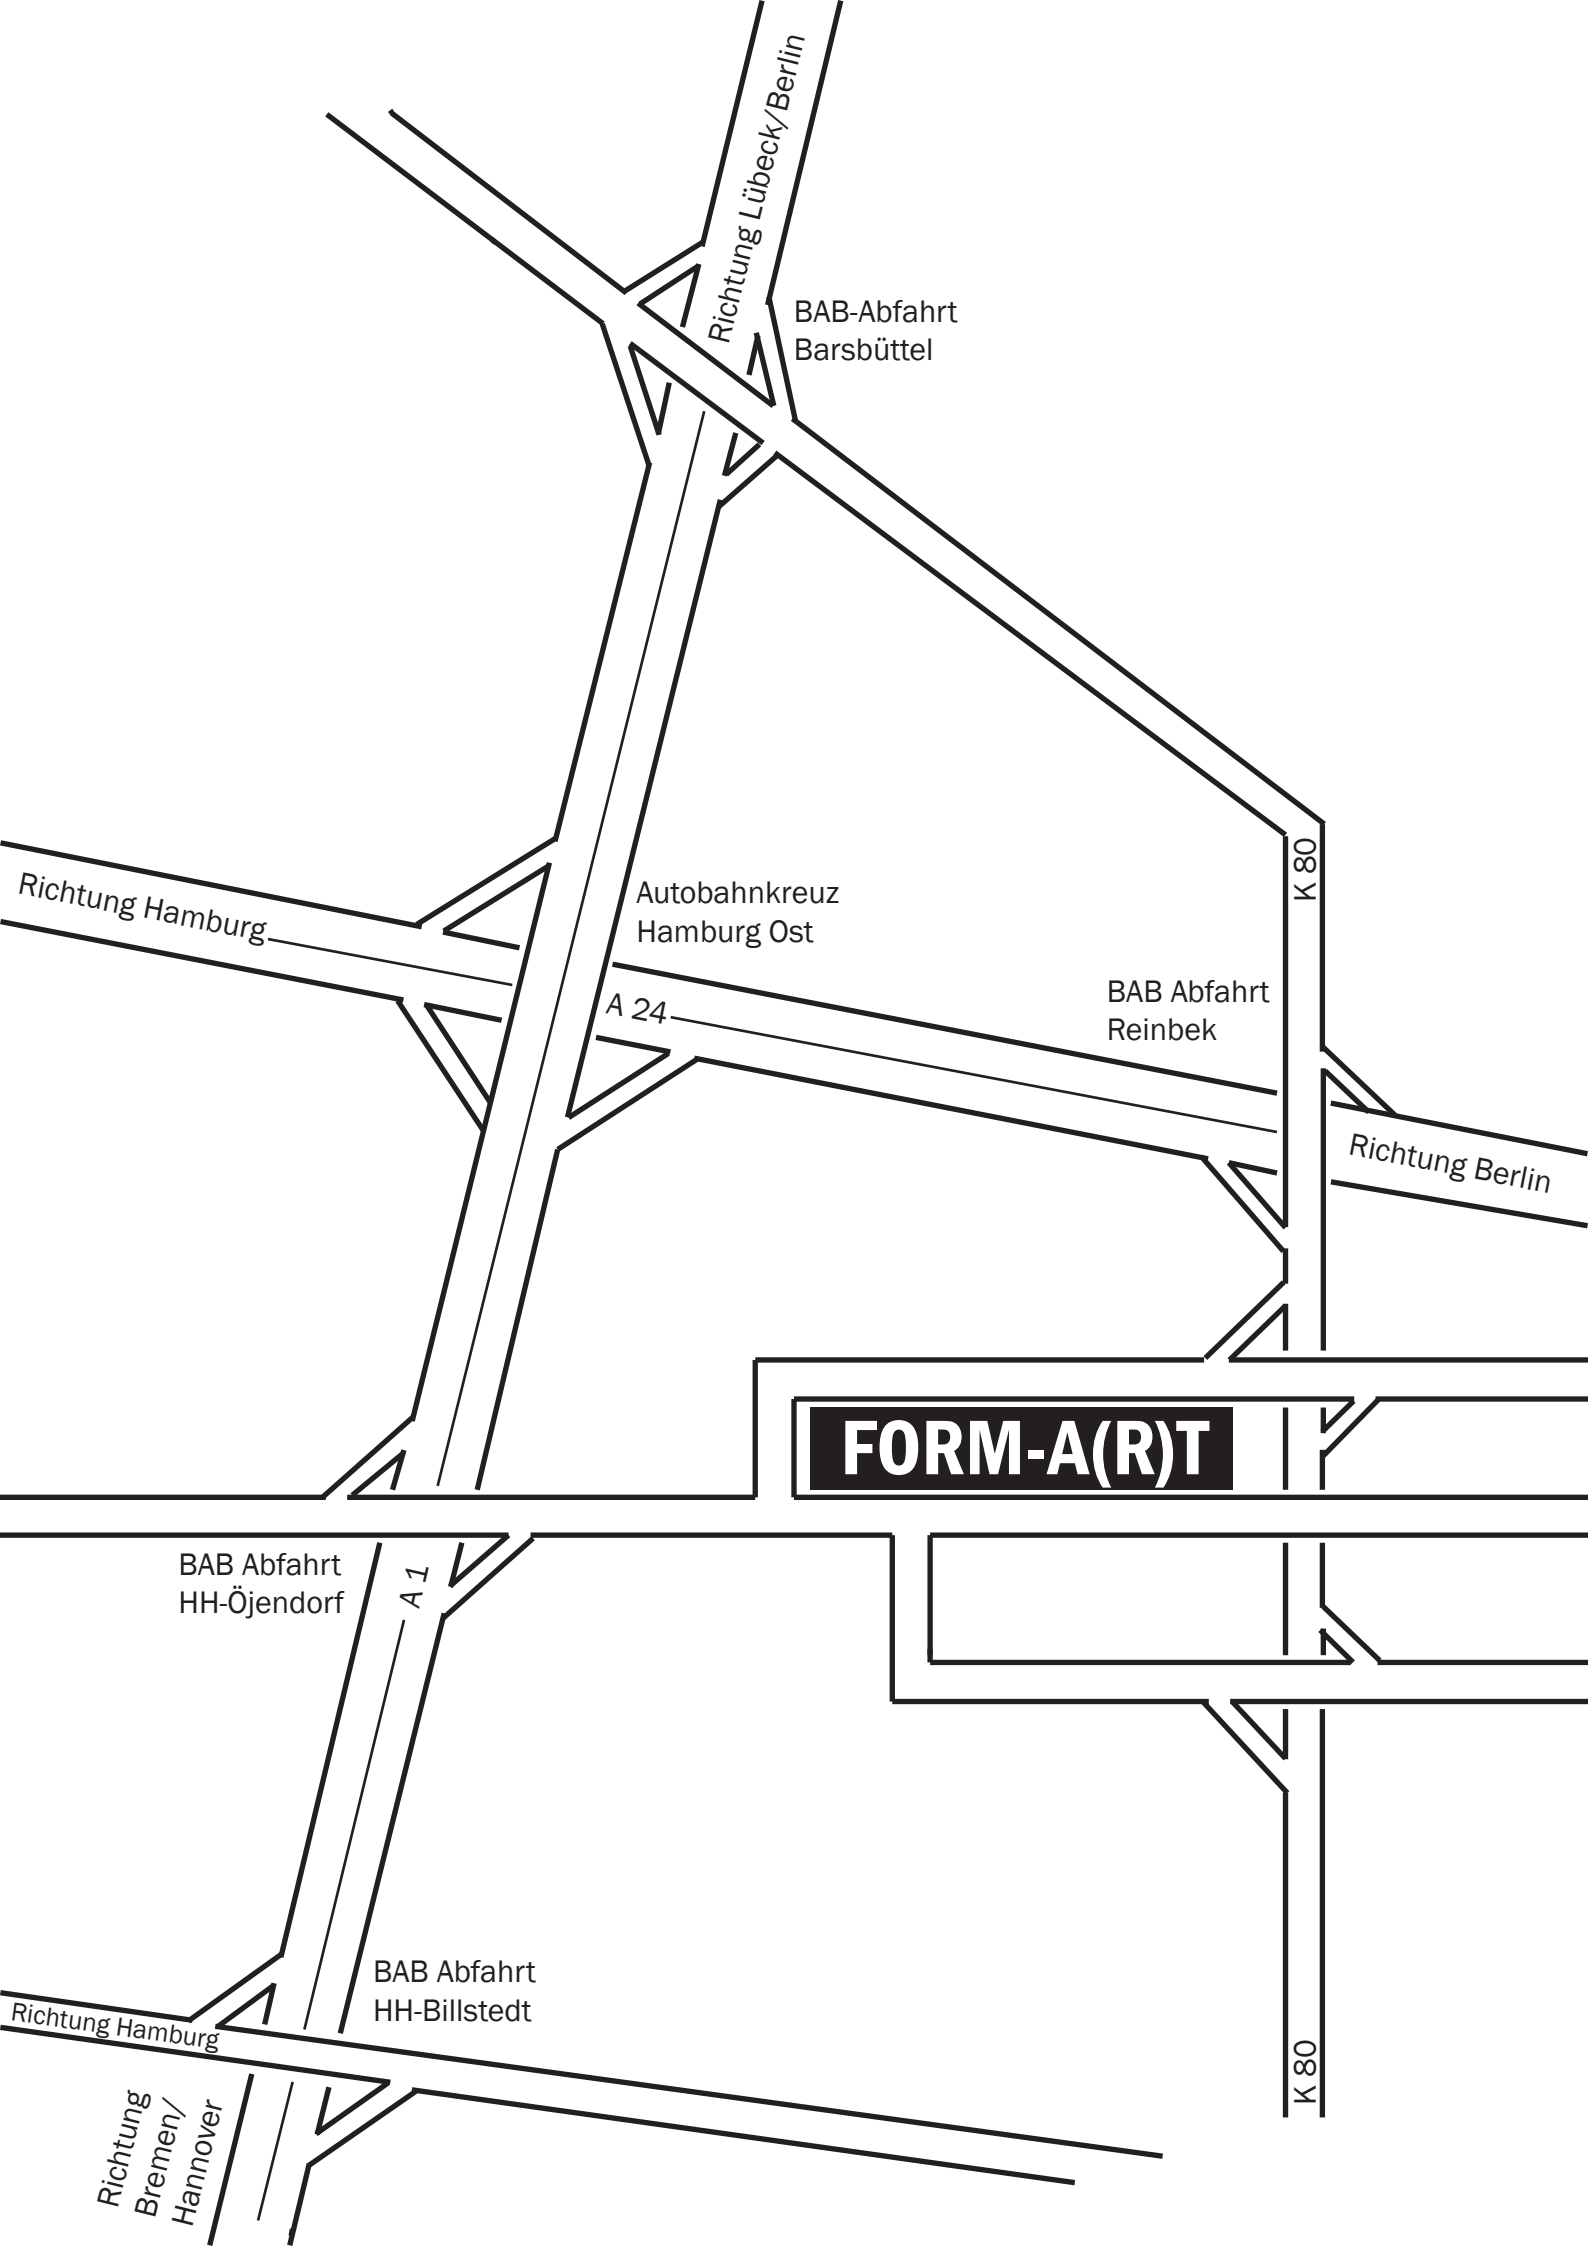 Richtung Lübeck/Berlin
BAB-Abfahrt
Barsbüttel
K 80
Richtung Hamburg
Autobahnkreuz
Hamburg Ost
A 24
BAB Abfahrt
Reinbek
Richtung Berlin
FORM-A(R)T
BAB Abfahrt
HH-Öjendorf
A 1
BAB Abfahrt
HH-Billstedt
Richtung Hamburg
Richtung
Bremen/
Hannover
K 80